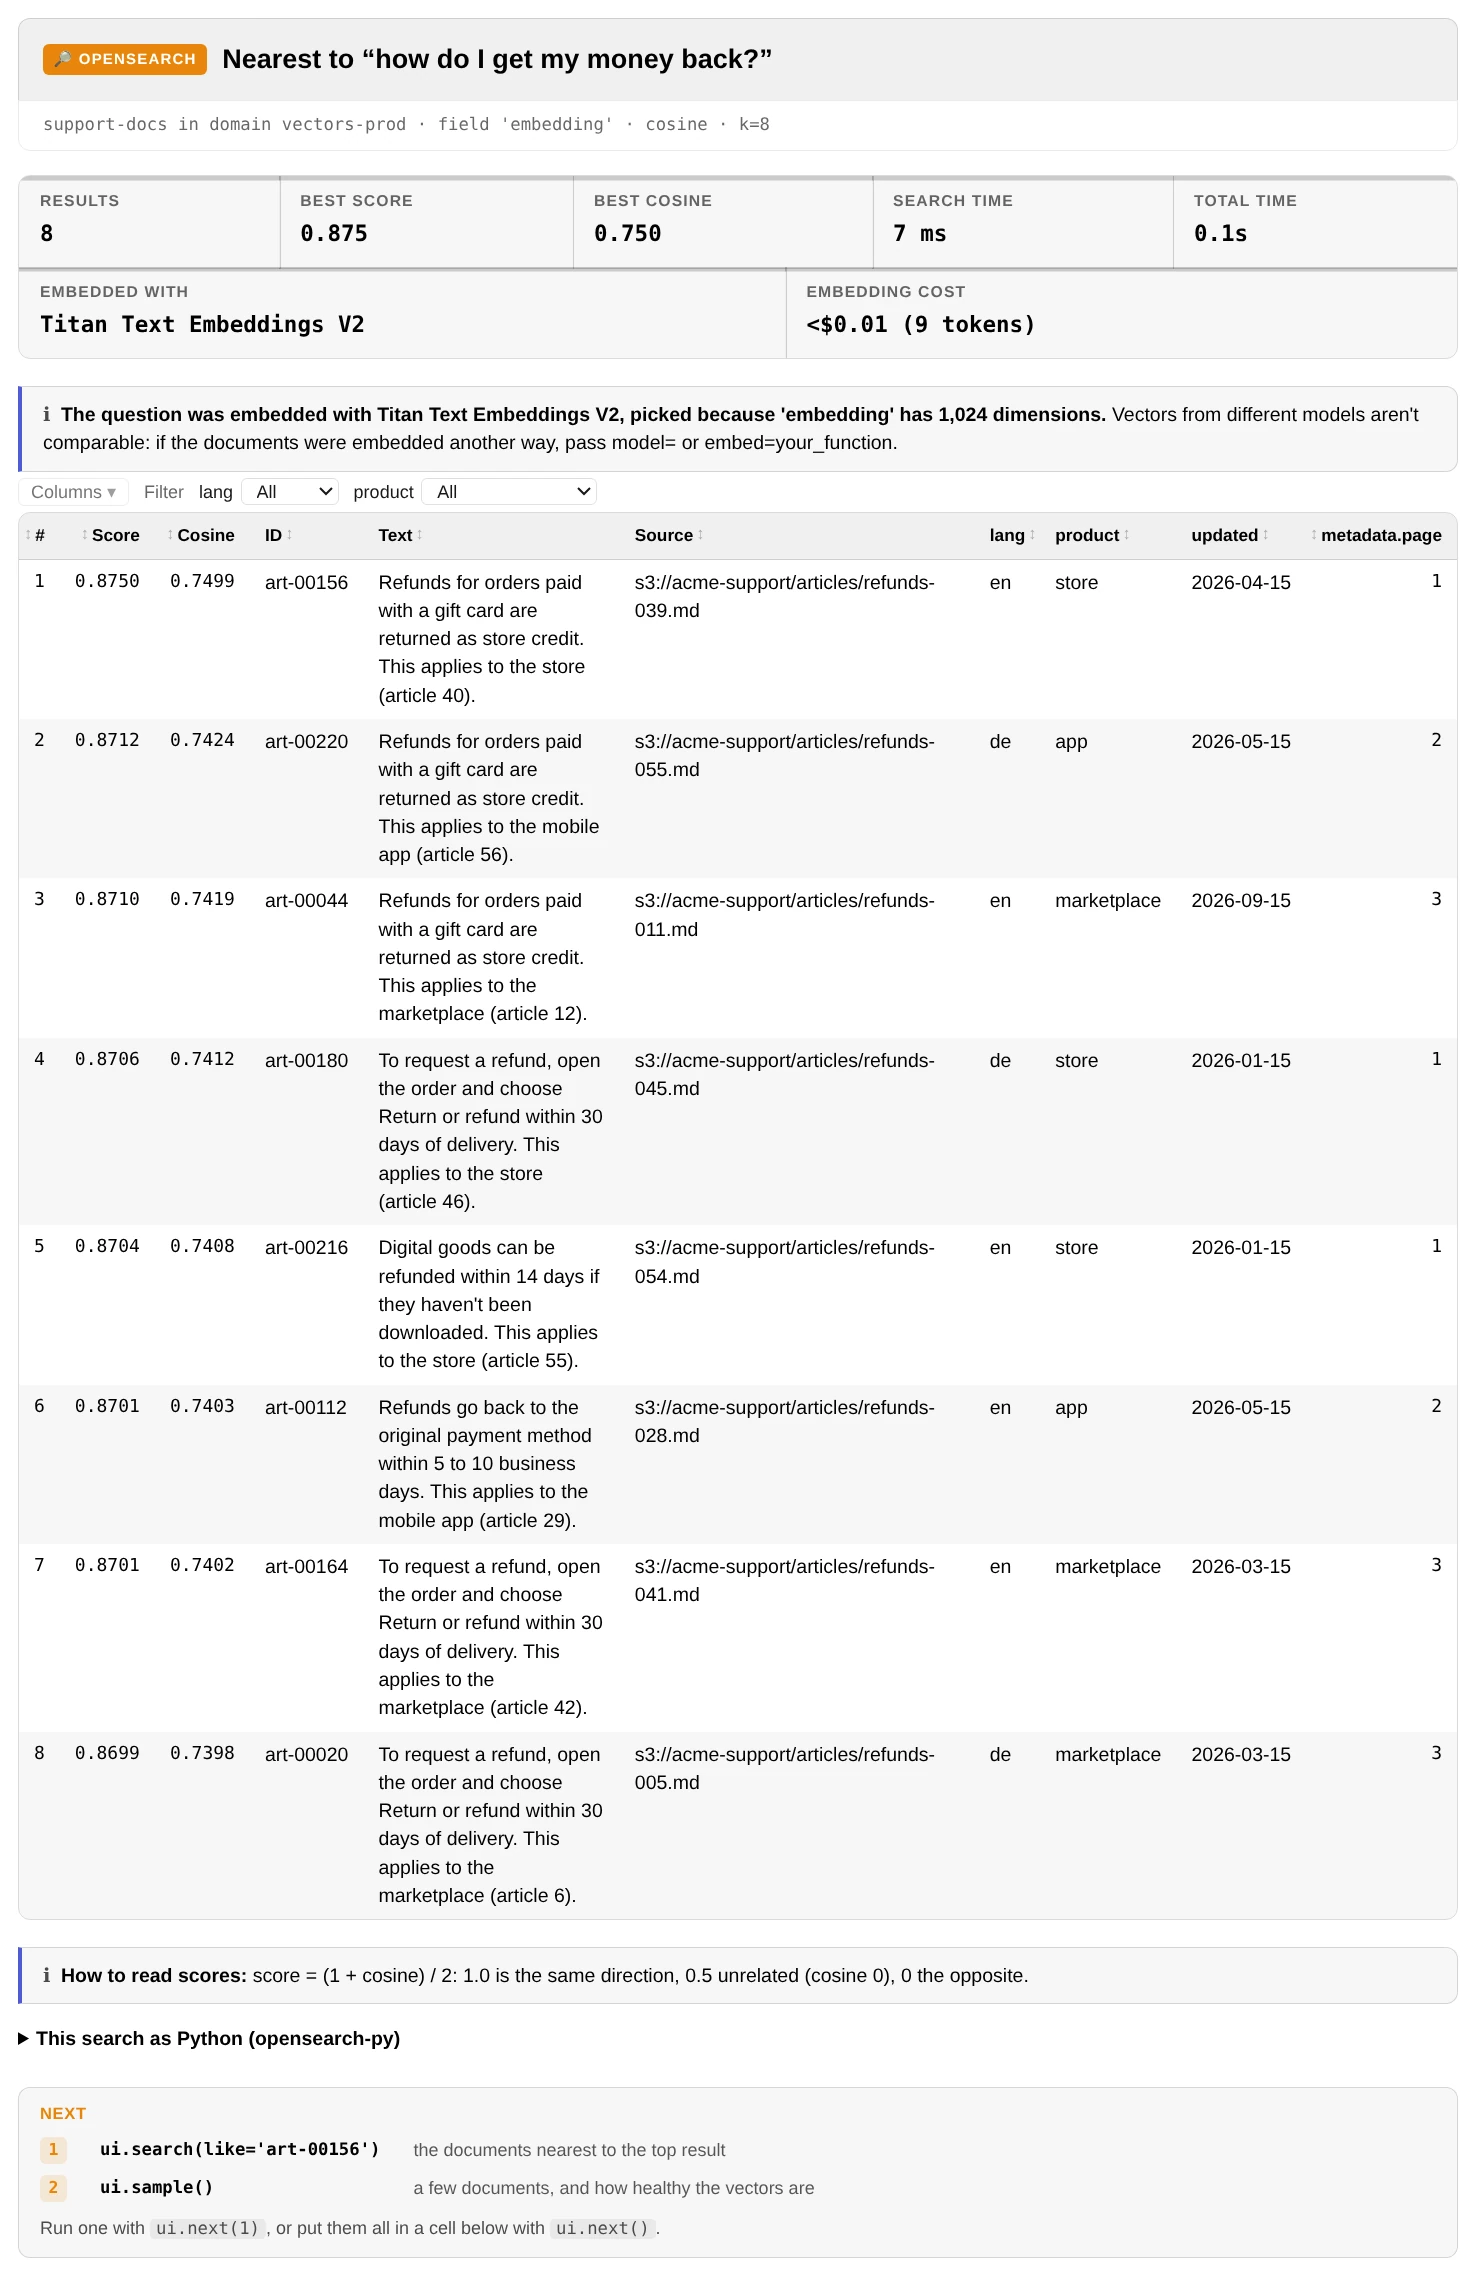 🔎 OPENSEARCH Nearest to “how do I get my money back?”
support-docs in domain vectors-prod · field 'embedding' · cosine · k=8
RESULTS BEST SCORE BEST COSINE SEARCH TIME TOTAL TIME
8 0.875 0.750 7 ms 0.1s
EMBEDDED WITH EMBEDDING COST
Titan Text Embeddings V2 <$0.01 (9 tokens)
ℹ The question was embedded with Titan Text Embeddings V2, picked because 'embedding' has 1,024 dimensions. Vectors from different models aren't
comparable: if the documents were embedded another way, pass model= or embed=your_function.
Columns ▾ Filter lang All product All
↕ # ↕ Score ↕ Cosine ID ↕ Text ↕ Source ↕ lang ↕ product ↕ updated ↕ ↕ metadata.page
1 0.8750 0.7499 art-00156 Refunds for orders paid s3://acme-support/articles/refunds- en store 2026-04-15 1
with a gift card are 039.md
returned as store credit.
This applies to the store
(article 40).
2 0.8712 0.7424 art-00220 Refunds for orders paid s3://acme-support/articles/refunds- de app 2026-05-15 2
with a gift card are 055.md
returned as store credit.
This applies to the mobile
app (article 56).
3 0.8710 0.7419 art-00044 Refunds for orders paid s3://acme-support/articles/refunds- en marketplace 2026-09-15 3
with a gift card are 011.md
returned as store credit.
This applies to the
marketplace (article 12).
4 0.8706 0.7412 art-00180 To request a refund, open s3://acme-support/articles/refunds- de store 2026-01-15 1
the order and choose 045.md
Return or refund within 30
days of delivery. This
applies to the store
(article 46).
5 0.8704 0.7408 art-00216 Digital goods can be s3://acme-support/articles/refunds- en store 2026-01-15 1
refunded within 14 days if 054.md
they haven't been
downloaded. This applies
to the store (article 55).
6 0.8701 0.7403 art-00112 Refunds go back to the s3://acme-support/articles/refunds- en app 2026-05-15 2
original payment method 028.md
within 5 to 10 business
days. This applies to the
mobile app (article 29).
7 0.8701 0.7402 art-00164 To request a refund, open s3://acme-support/articles/refunds- en marketplace 2026-03-15 3
the order and choose 041.md
Return or refund within 30
days of delivery. This
applies to the
marketplace (article 42).
8 0.8699 0.7398 art-00020 To request a refund, open s3://acme-support/articles/refunds- de marketplace 2026-03-15 3
the order and choose 005.md
Return or refund within 30
days of delivery. This
applies to the
marketplace (article 6).
ℹ How to read scores: score = (1 + cosine) / 2: 1.0 is the same direction, 0.5 unrelated (cosine 0), 0 the opposite.
▶ This search as Python (opensearch-py)
NEXT
1 ui.search(like='art-00156') the documents nearest to the top result
2 ui.sample() a few documents, and how healthy the vectors are
Run one with ui.next(1), or put them all in a cell below with ui.next().